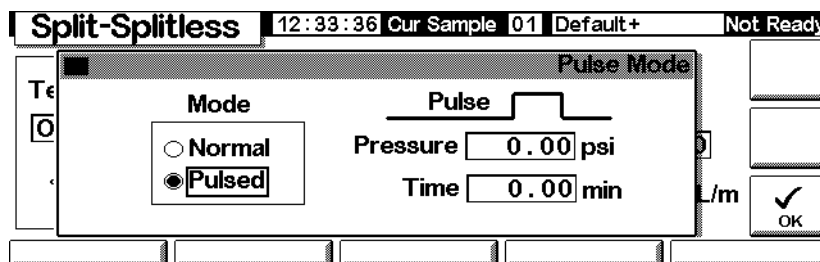 Split-Splitless 12:33:36 Cur Sample 01 Default+ Not Ready
Pulse Mode
Mode
Normal
Pulsed
Pulse
Pressure 0.00 psi
Time 0.00 min
L/m
OK